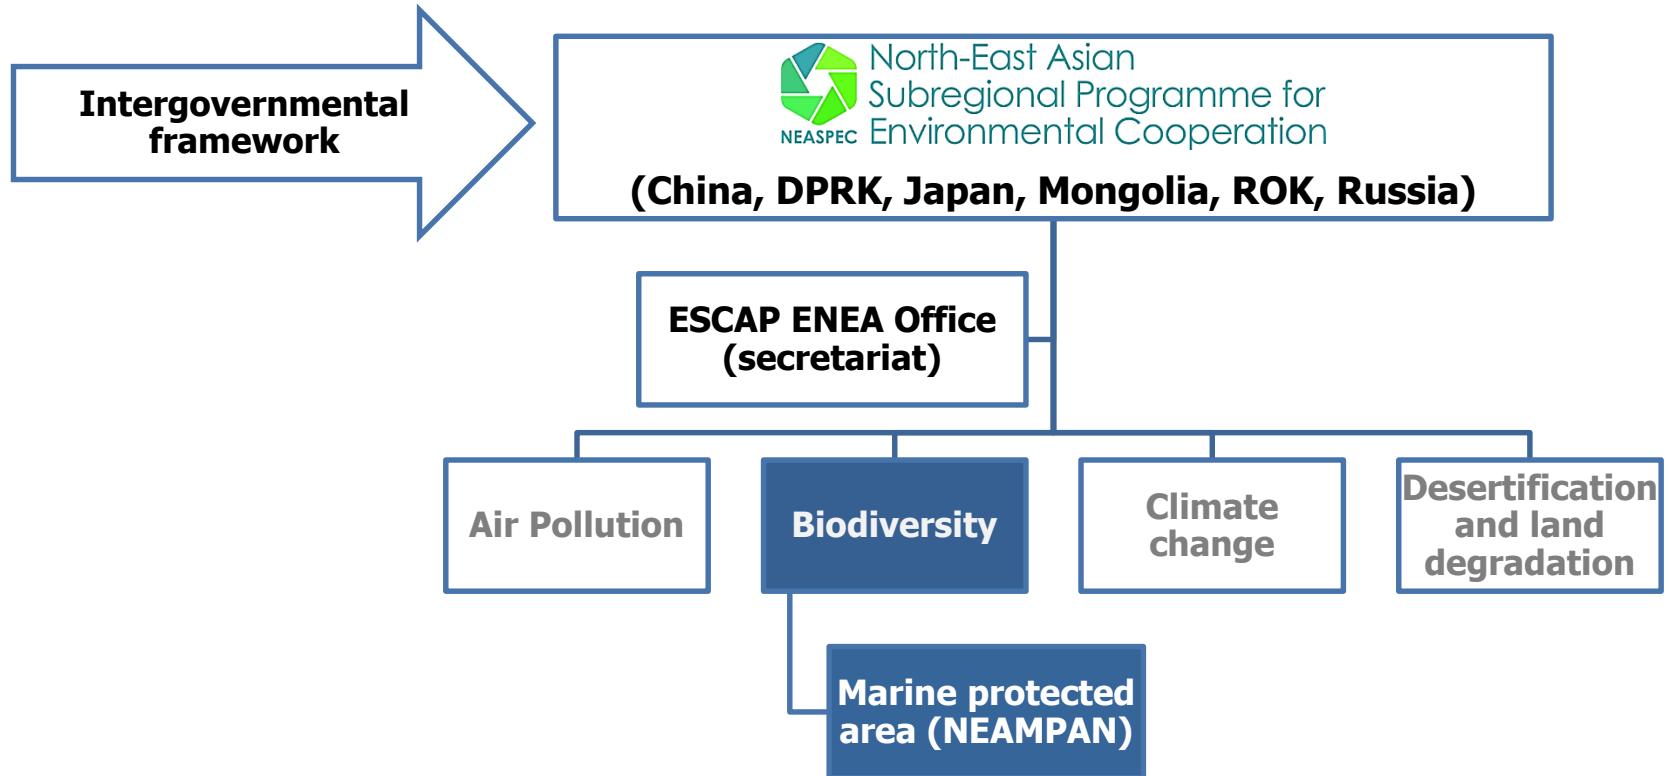 Intergovernmental
framework
North-East Asian
Subregional Programme for
Environmental Cooperation
NEASPEC
(China, DPRK, Japan, Mongolia, ROK, Russia)
ESCAP ENEA Office
(secretariat)
Air Pollution
Biodiversity
Climate
change
Desertification
and land
degradation
Marine protected
area (NEAMPAN)